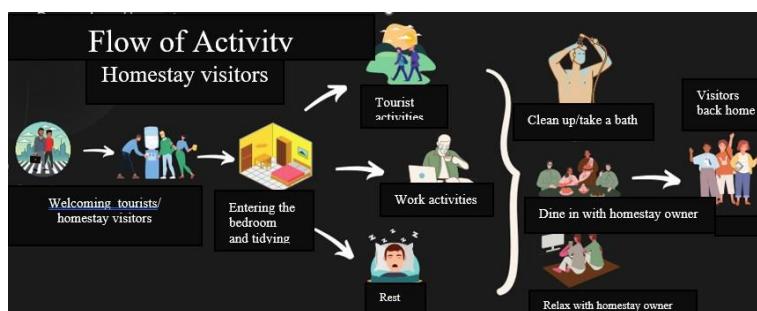 Flow of Activity
Homestay visitors
Tourist
activities
Clean up/take a bath
Visitors
back home
Welcoming tourists/
homestay visitors
Entering the
bedroom
and tidying
Work activities
Dine in with homestay owner
Rest
Relax with homestay owner